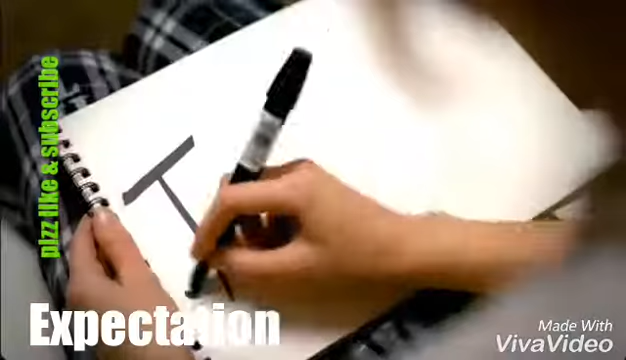 plzz like & subscribe
T
Expectation
Made With
VivaVideo